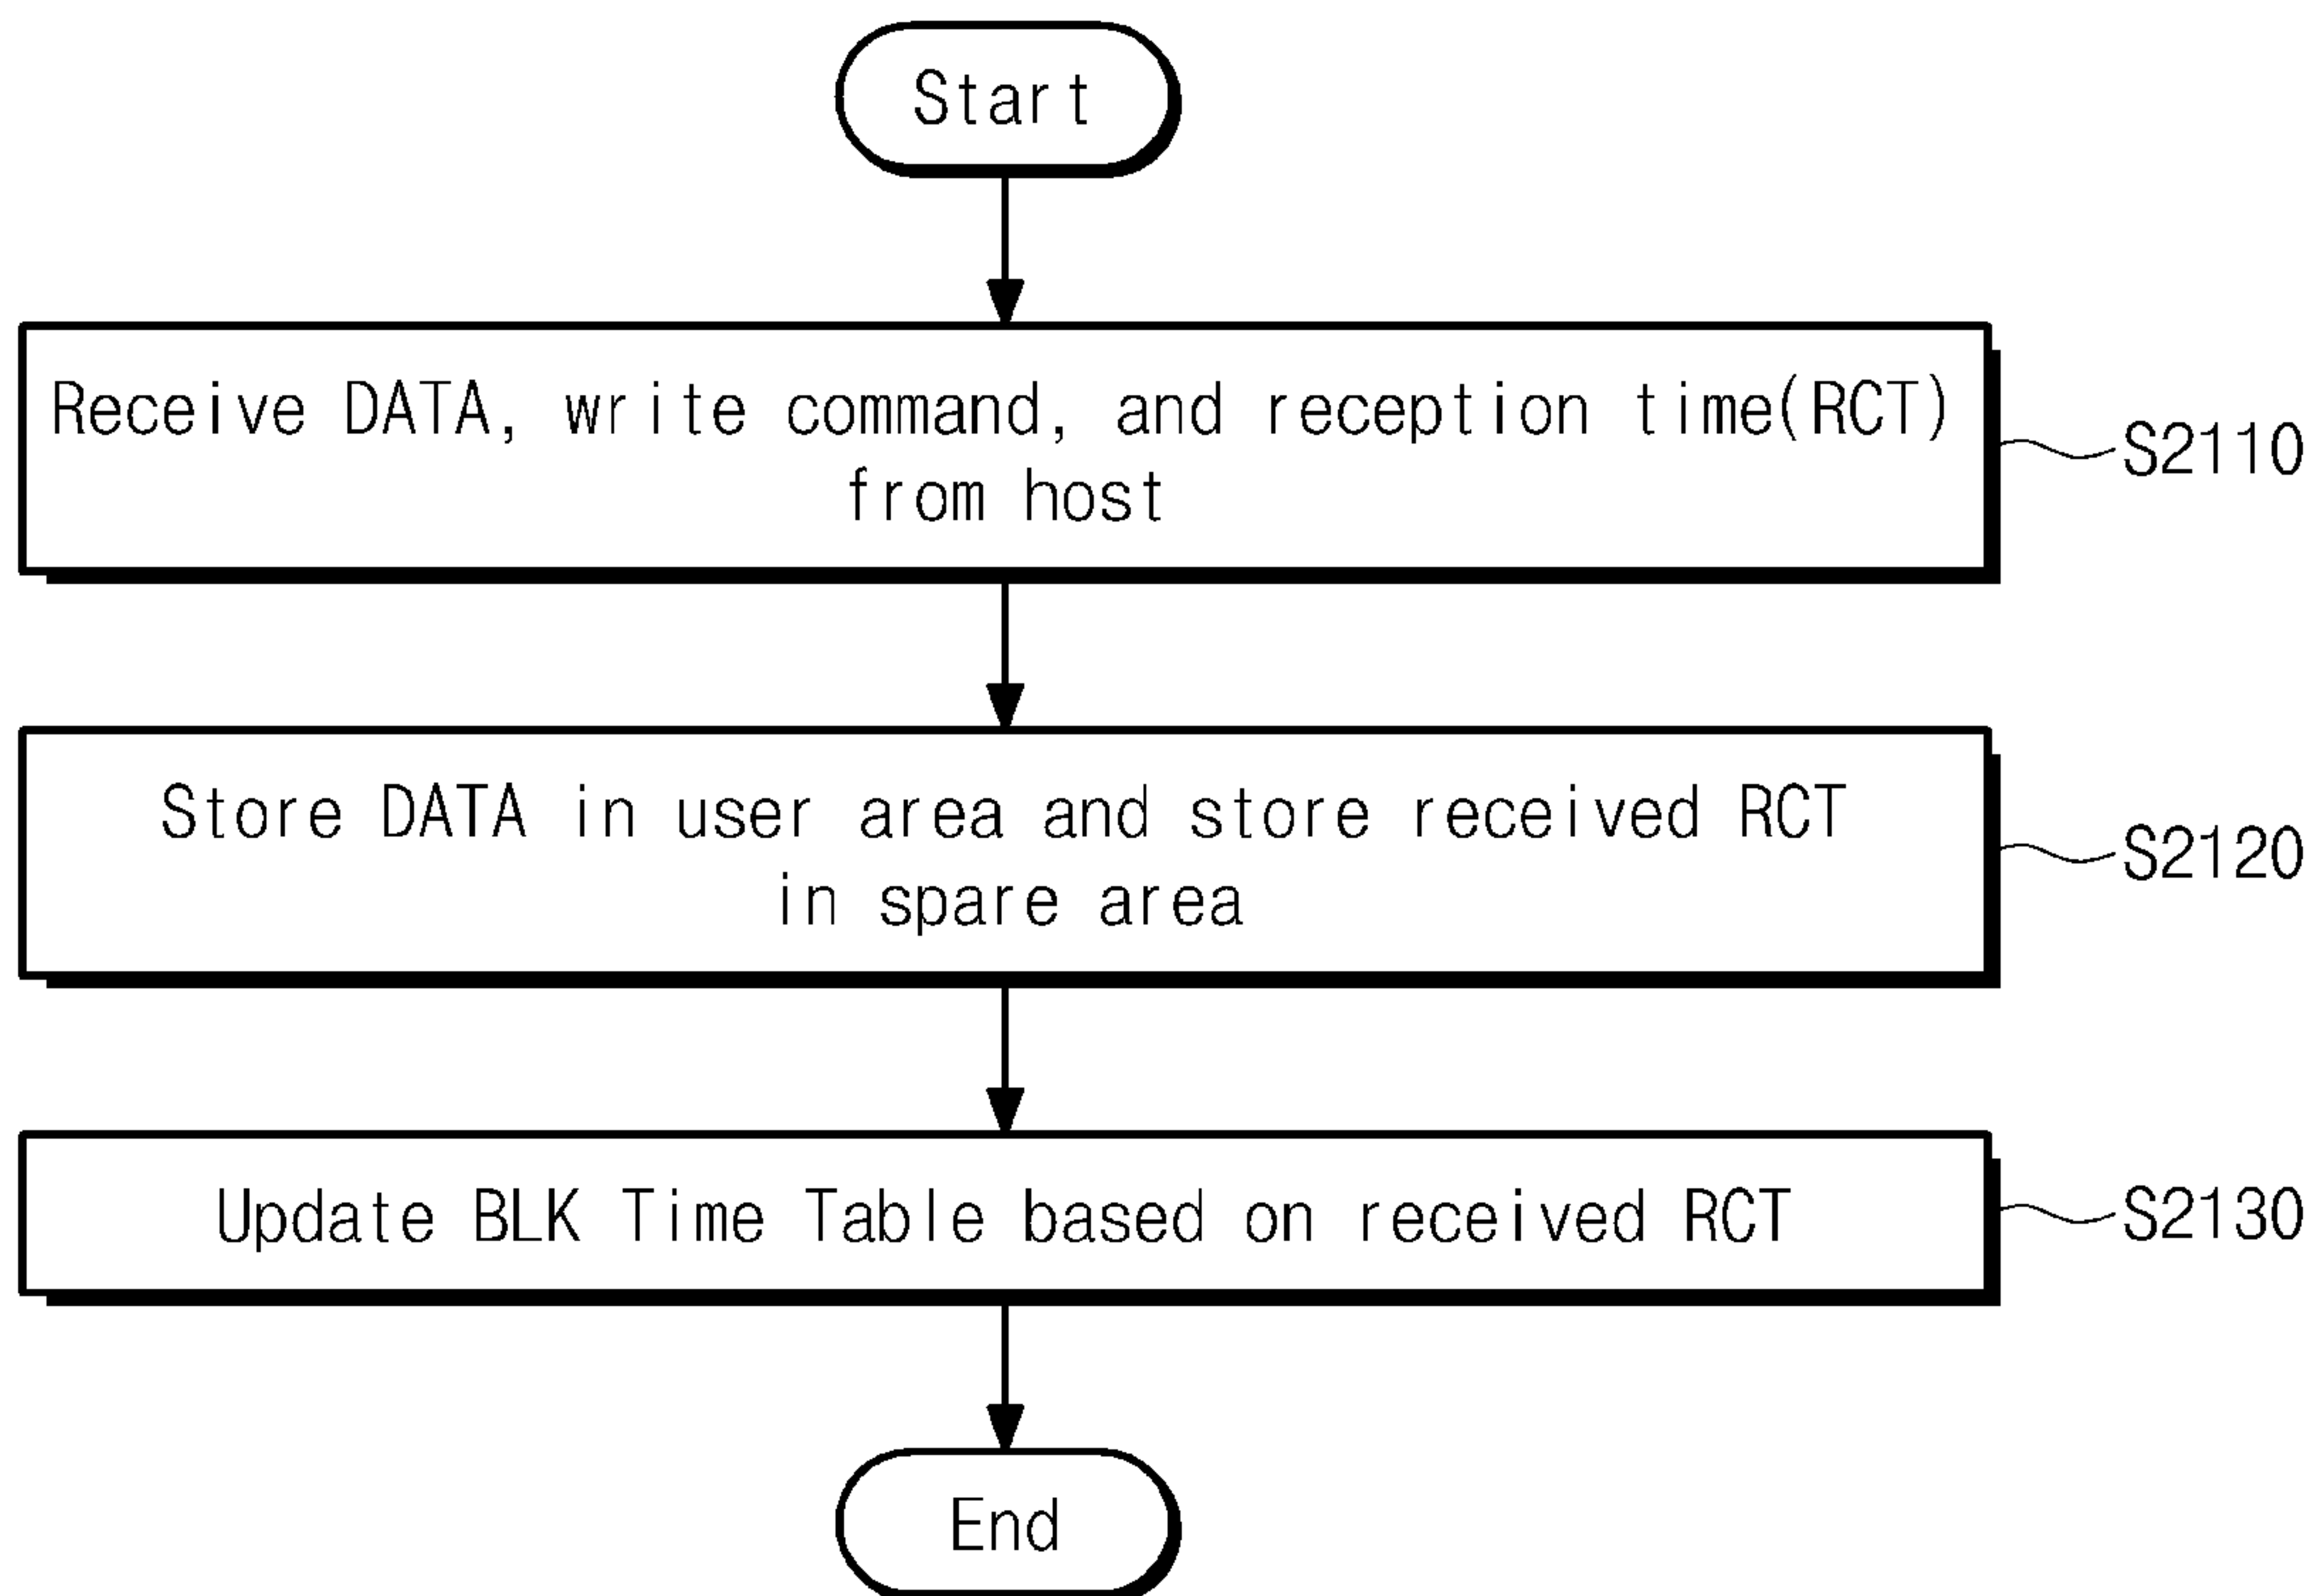 Start
Receive DATA, write command, and reception time(RCT)
from host
S2110
Store DATA in user area and store received RCT
in spare area
S2120
Update BLK Time Table based on received RCT
S2130
End